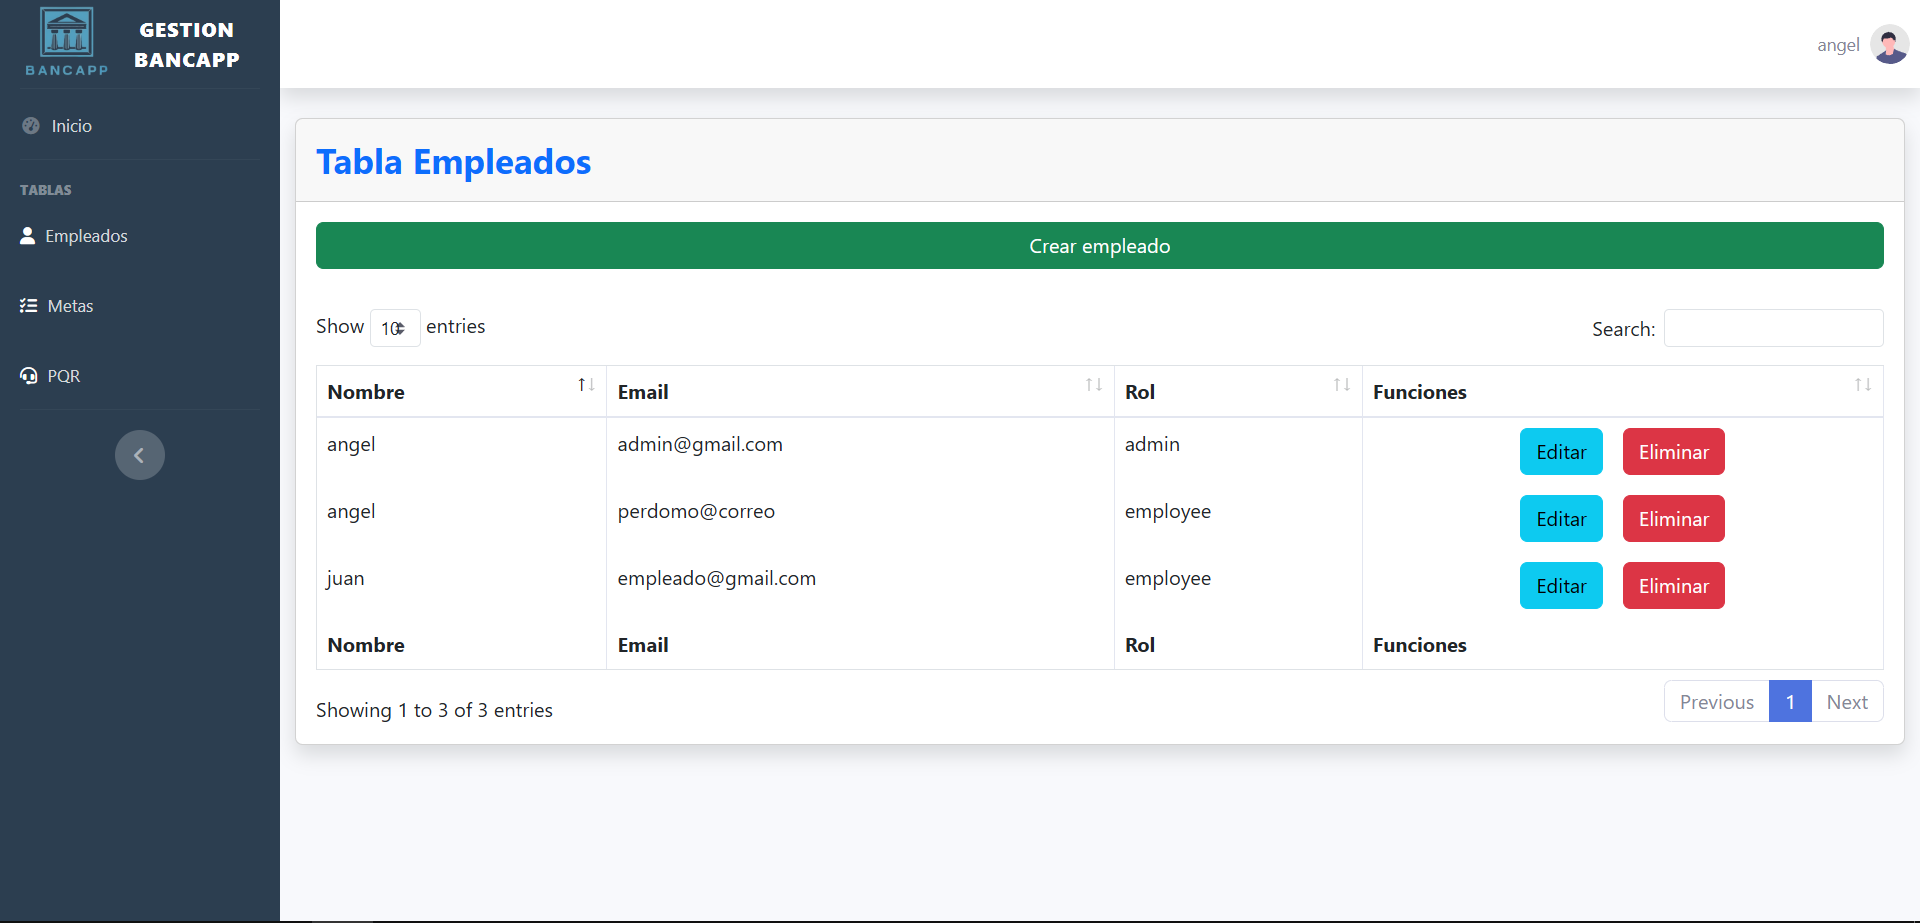 BANCAPP
GESTION
BANCAPP
angel
Inicio
TABLAS
Empleados
Metas
PQR
Tabla Empleados
Crear empleado
Show 10 entries
Search:
Nombre Email Rol Funciones
angel admin@gmail.com admin Editar Eliminar
angel perdomo@correo employee Editar Eliminar
juan empleado@gmail.com employee Editar Eliminar
Nombre Email Rol Funciones
Showing 1 to 3 of 3 entries
Previous 1 Next